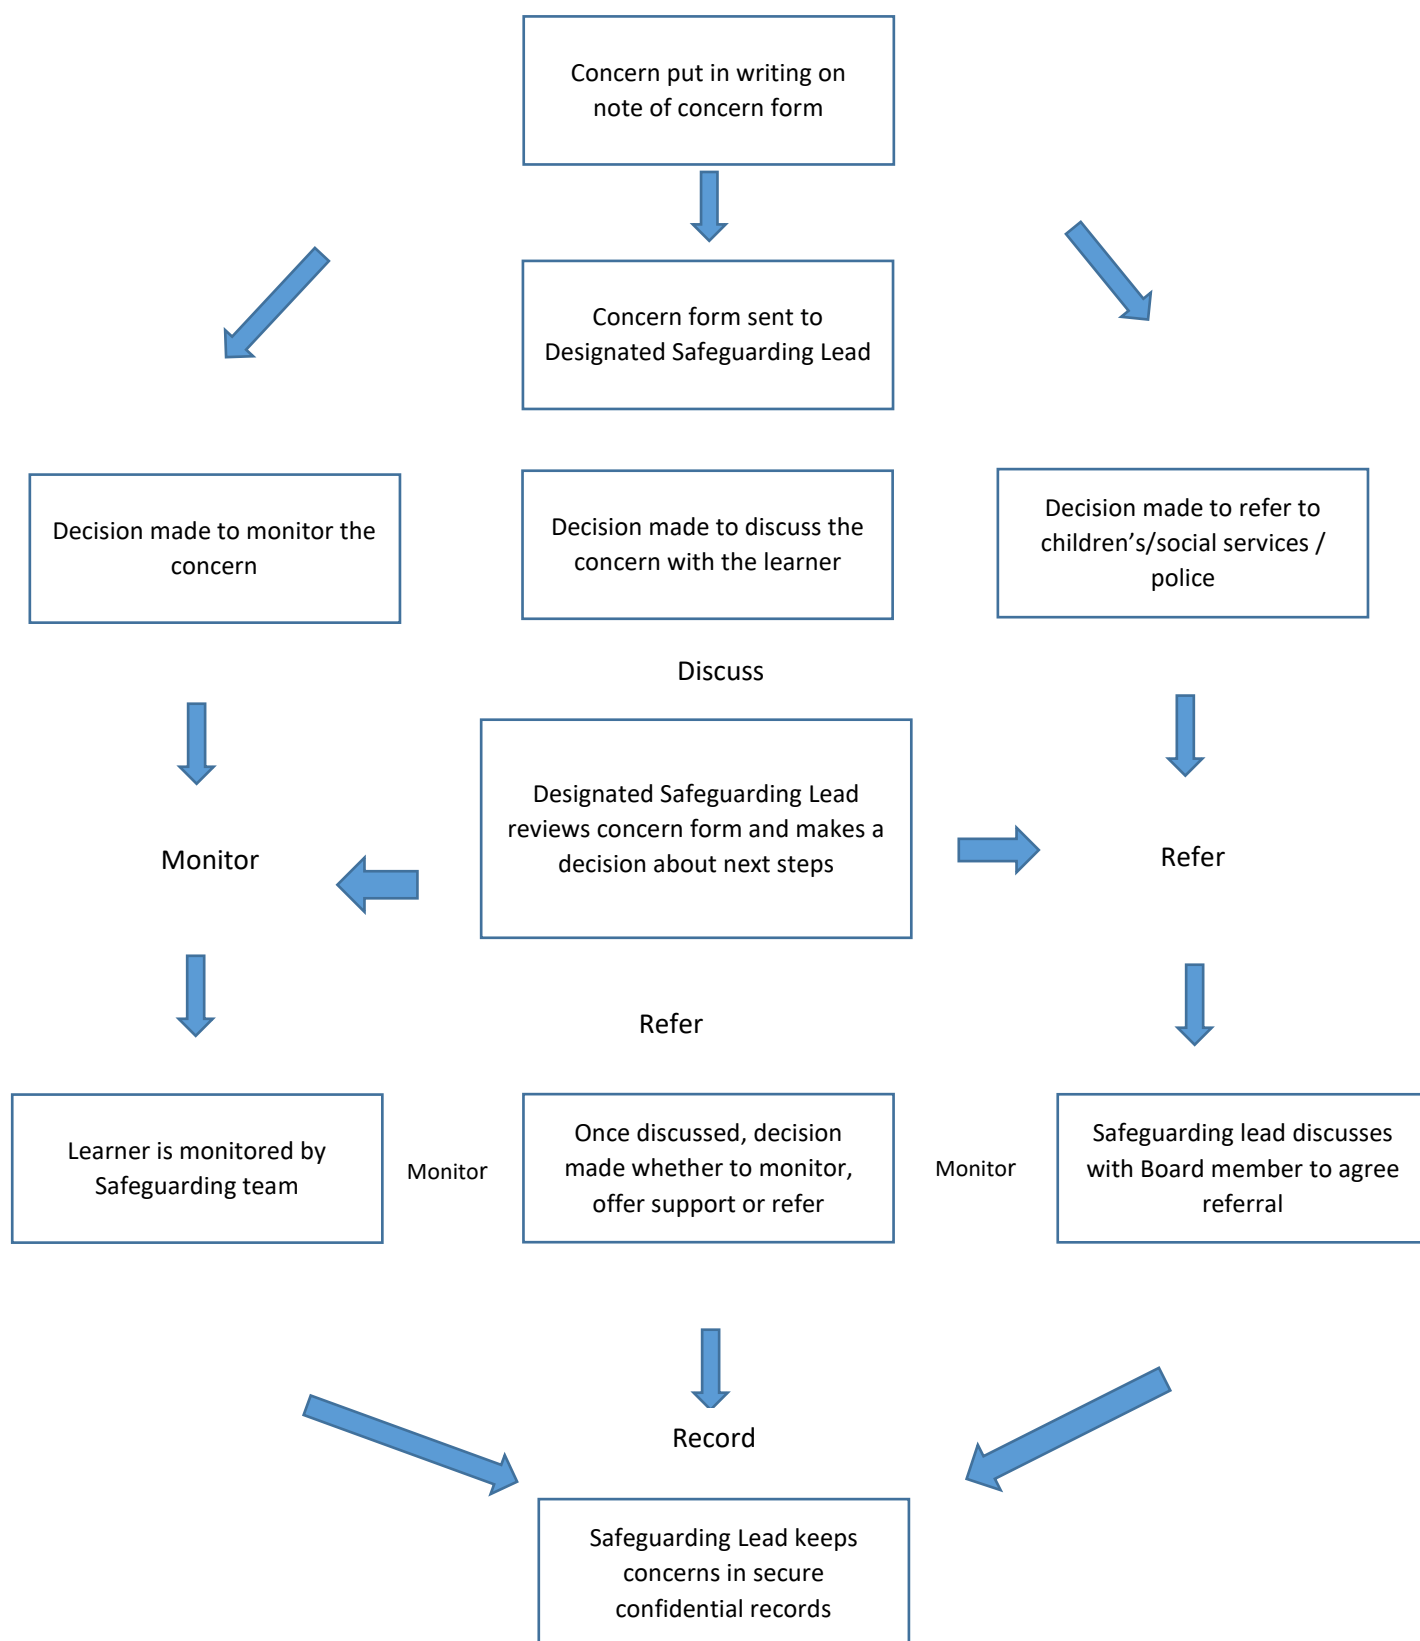 Concern put in writing on
note of concern form
Concern form sent to
Designated Safeguarding Lead
Decision made to monitor the
concern
Decision made to discuss the
concern with the learner
Decision made to refer to
children’s/social services /
police
Discuss
Designated Safeguarding Lead
reviews concern form and makes a
decision about next steps
Monitor
Refer
Refer
Learner is monitored by
Safeguarding team
Monitor
Once discussed, decision
made whether to monitor,
offer support or refer
Monitor
Safeguarding lead discusses
with Board member to agree
referral
Record
Safeguarding Lead keeps
concerns in secure
confidential records